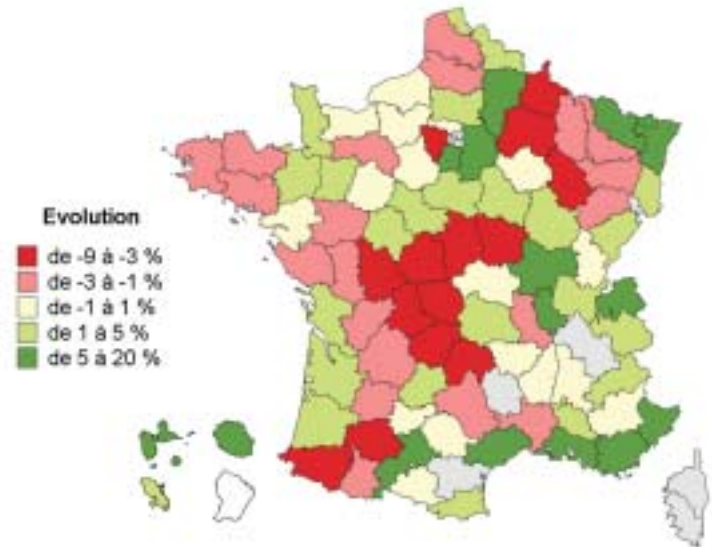 Evolution
de -9 à -3 %
de -3 à -1 %
de -1 à 1 %
de 1 à 5 %
de 5 à 20 %